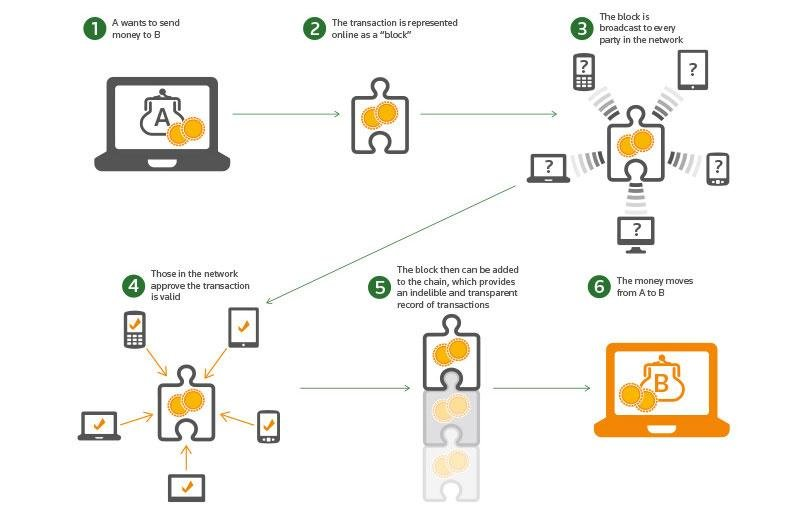 1
A wants to send
money to B
A
2
The transaction is represented
online as a “block”
3
The block is
broadcast to every
party in the network
?
?
?
?
?
4
Those in the network
approve the transaction
is valid
5
The block then can be added
to the chain, which provides
an indelible and transparent
record of transactions
6
The money moves
from A to B
B